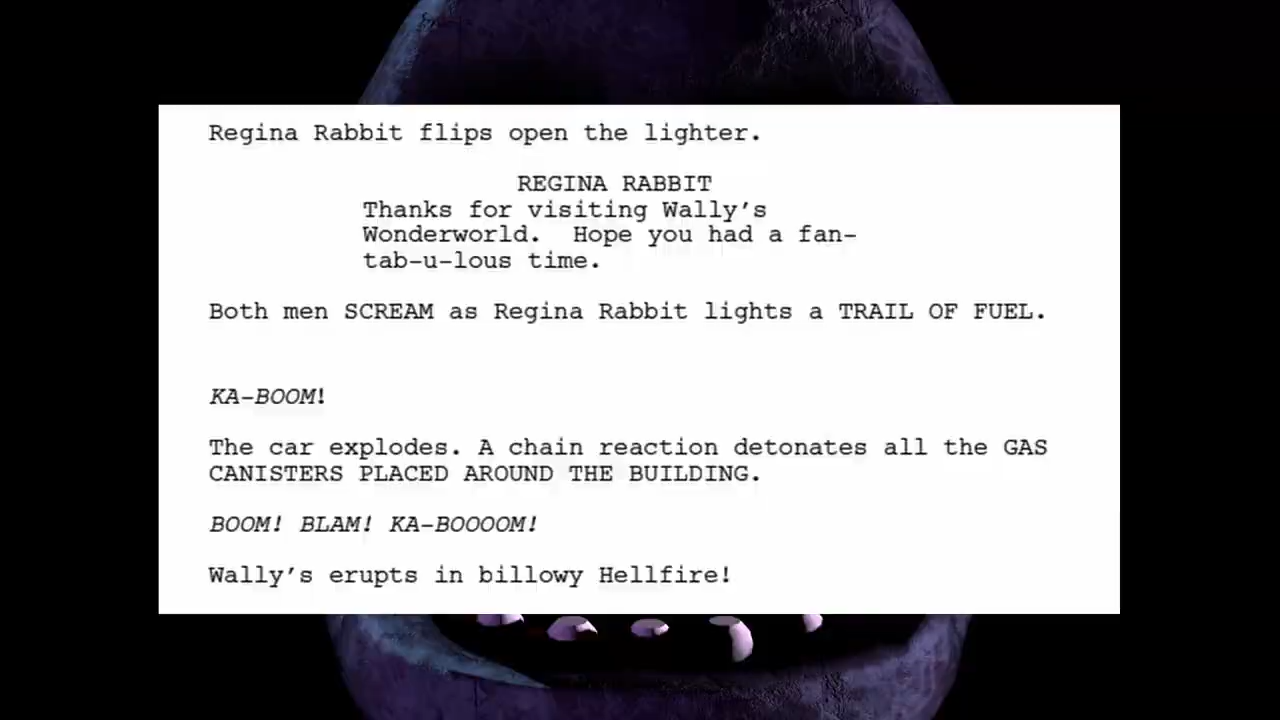 Regina Rabbit flips open the lighter.
REGINA RABBIT
Thanks for visiting Wally's
Wonderworld.  Hope you had a fan-
tab-u-lous time.
Both men SCREAM as Regina Rabbit lights a TRAIL OF FUEL.
KA-BOOM!
The car explodes. A chain reaction detonates all the GAS
CANISTERS PLACED AROUND THE BUILDING.
BOOM! BLAM! KA-BOOOOM!
Wally's erupts in billowy Hellfire!